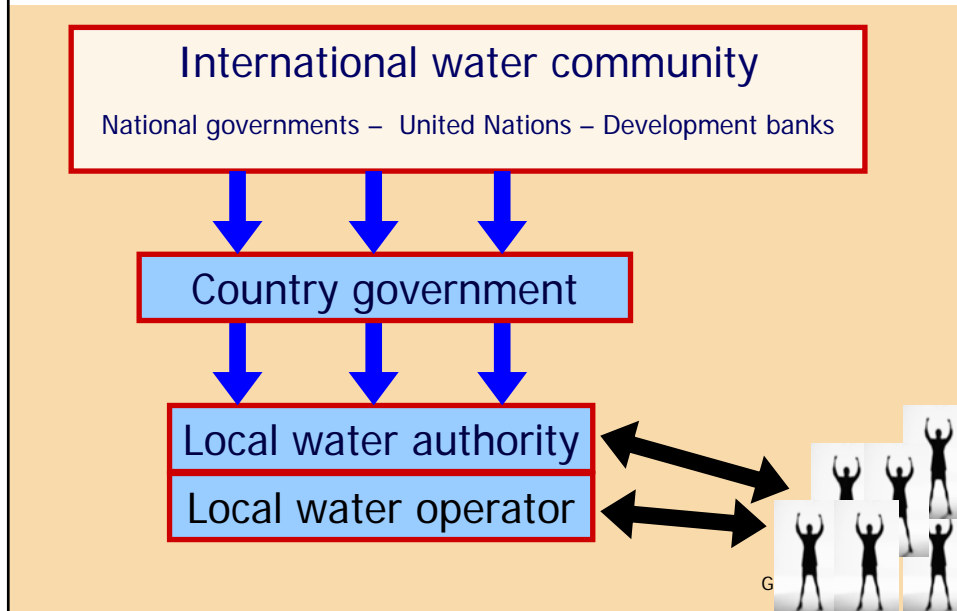 International water community
National governments – United Nations – Development banks
Country government
Local water authority
Local water operator
G